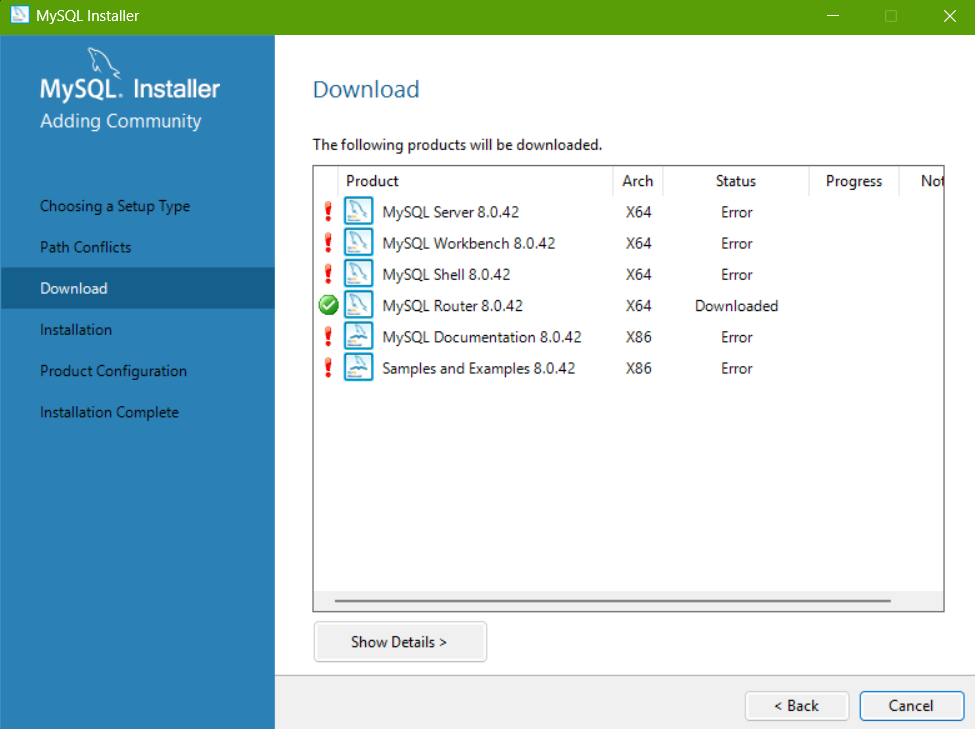 MySQL Installer
MySQL. Installer
Adding Community
Choosing a Setup Type
Path Conflicts
Download
Installation
Product Configuration
Installation Complete
Download
The following products will be downloaded.
Product Arch Status Progress Not
MySQL Server 8.0.42 X64 Error
MySQL Workbench 8.0.42 X64 Error
MySQL Shell 8.0.42 X64 Error
MySQL Router 8.0.42 X64 Downloaded
MySQL Documentation 8.0.42 X86 Error
Samples and Examples 8.0.42 X86 Error
Show Details >
< Back Cancel